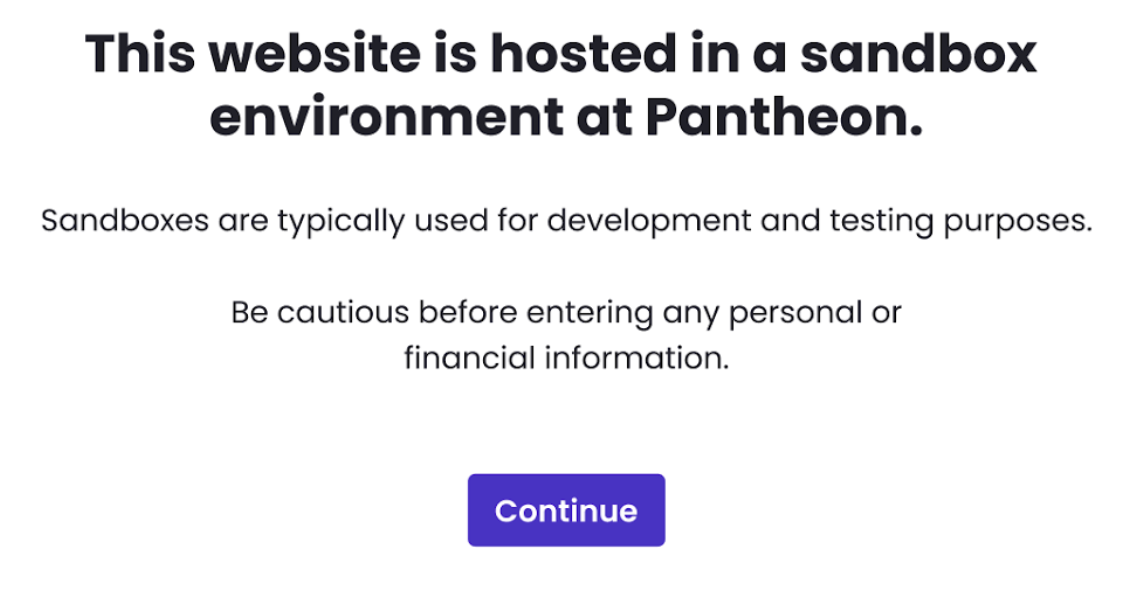 This website is hosted in a sandbox
environment at Pantheon.
Sandboxes are typically used for development and testing purposes.
Be cautious before entering any personal or
financial information.
Continue